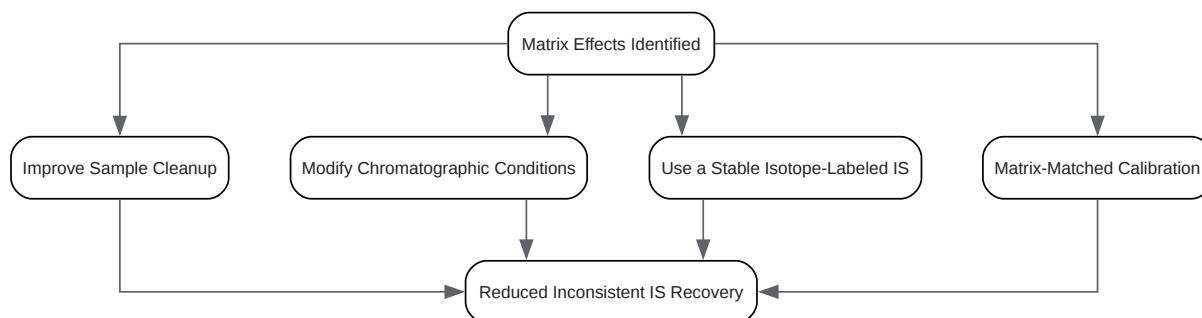 Matrix Effects Identified
Improve Sample Cleanup
Modify Chromatographic Conditions
Use a Stable Isotope-Labeled IS
Matrix-Matched Calibration
Reduced Inconsistent IS Recovery